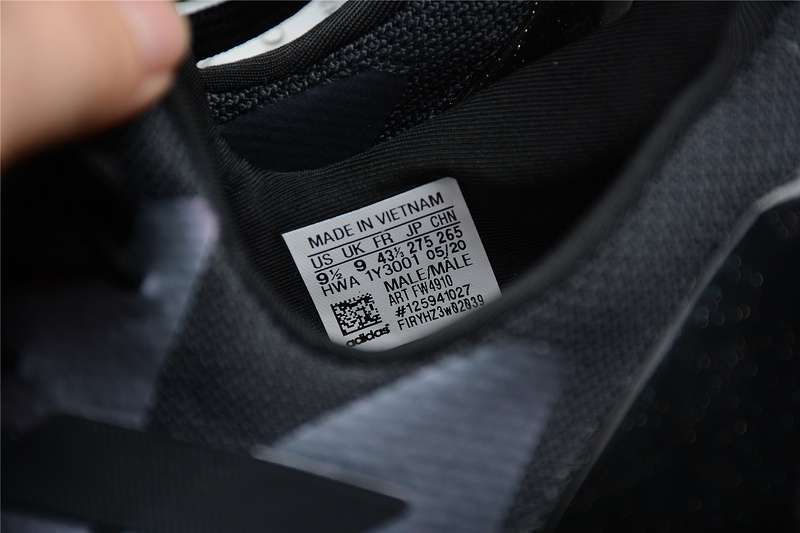 MADE IN VIETNAM
US UK FR JP CHN
9½ 9 43⅓ 275 265
HWA 1Y3001 05/20
MALE/MALE
ART FW4910
#125941027
F1RYHZ3W02039
adidas